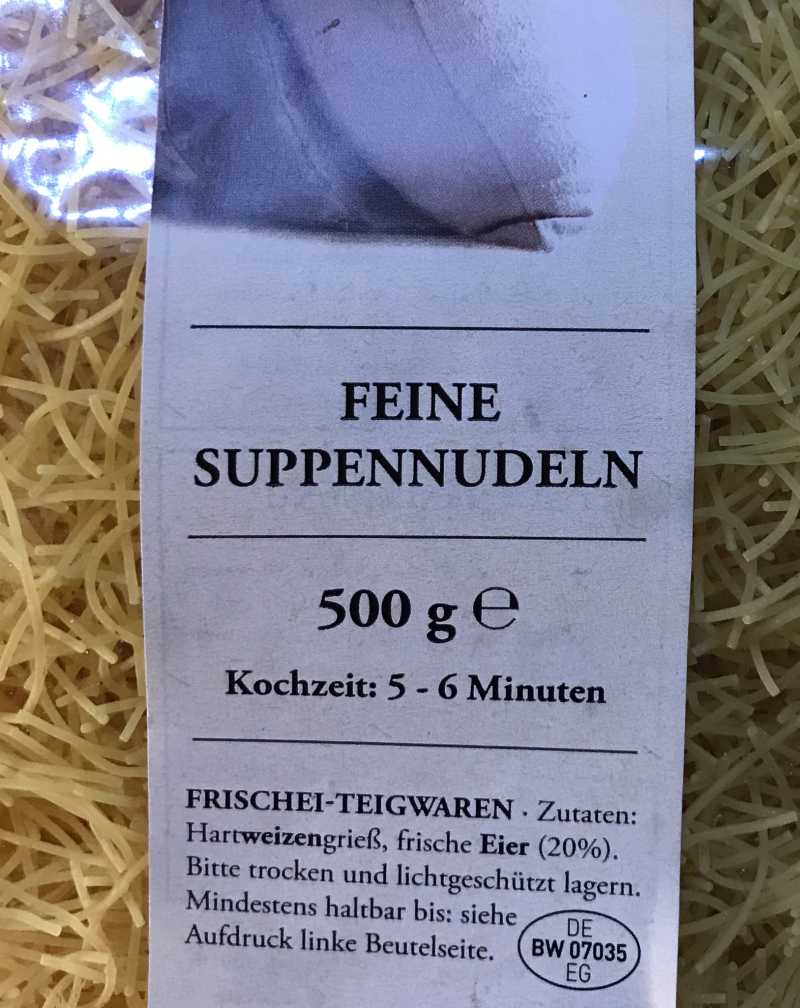 FEINE
SUPPENNUDELN
500 g ℮
Kochzeit: 5 - 6 Minuten
FRISCHEI-TEIGWAREN · Zutaten:
Hartweizengrieß, frische Eier (20%).
Bitte trocken und lichtgeschützt lagern.
Mindestens haltbar bis: siehe
Aufdruck linke Beutelseite.
DE
BW 07035
EG